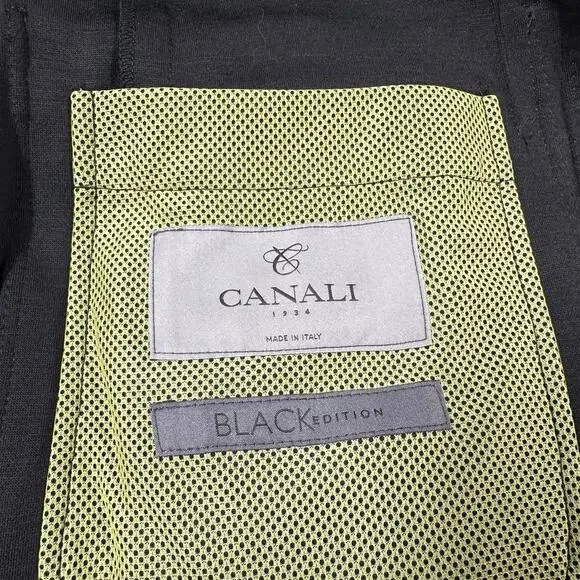 CANALI
1934
MADE IN ITALY
BLACK EDITION